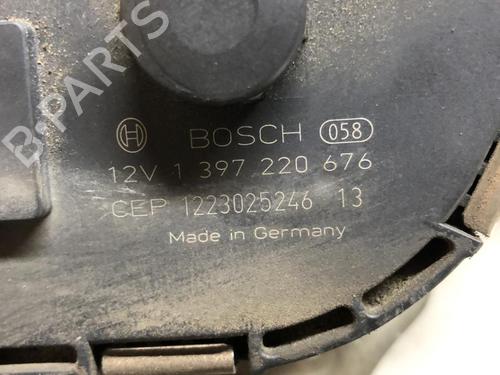 BOSCH 058
12V 1 397 220 676
CEP 1223025246 13
Made in Germany
B-PARTS